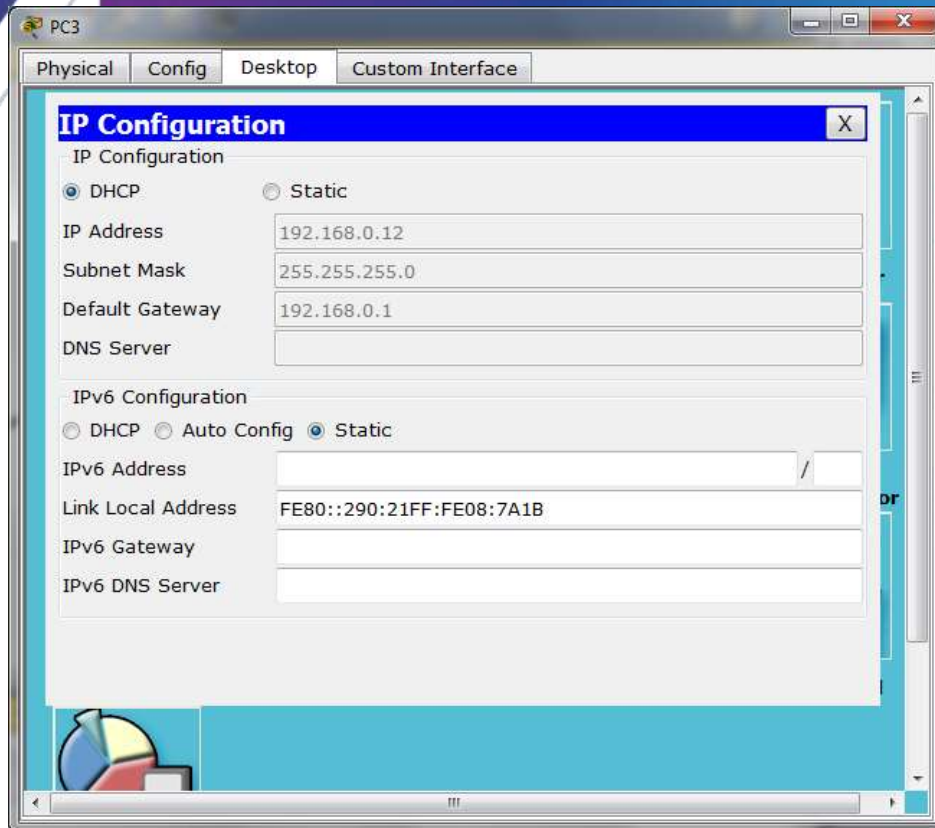 PC3
Physical Config Desktop Custom Interface
IP Configuration X
IP Configuration
DHCP Static
IP Address 192.168.0.12
Subnet Mask 255.255.255.0
Default Gateway 192.168.0.1
DNS Server
IPv6 Configuration
DHCP Auto Config Static
IPv6 Address /
Link Local Address FE80::290:21FF:FE08:7A1B
IPv6 Gateway
IPv6 DNS Server
or